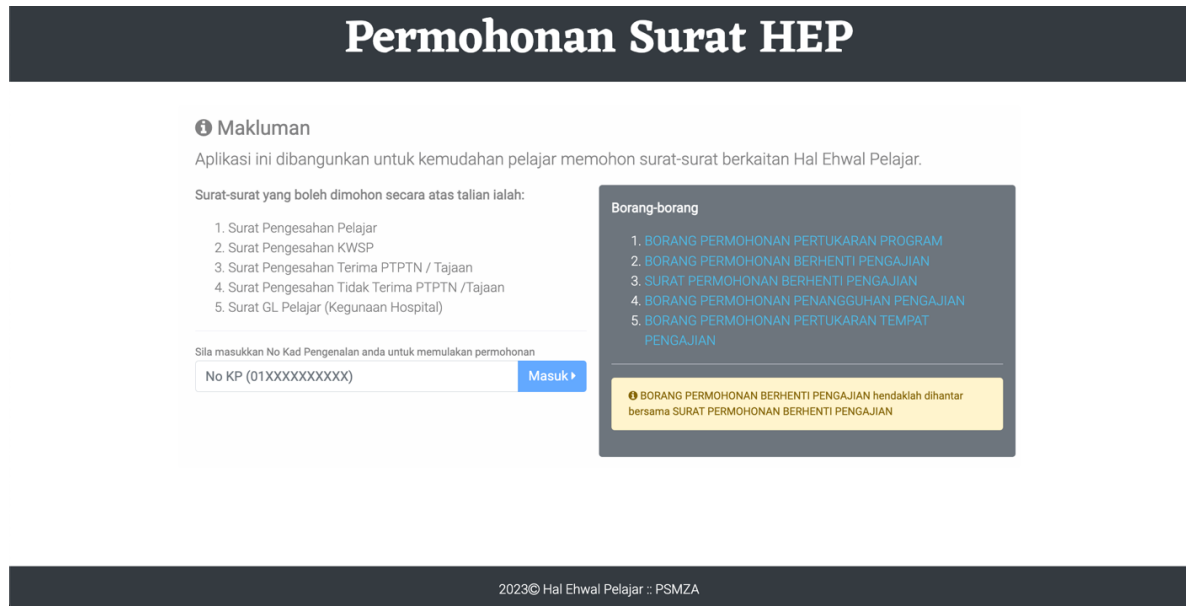 Permohonan Surat HEP
Makluman
Aplikasi ini dibangunkan untuk kemudahan pelajar memohon surat-surat berkaitan Hal Ehwal Pelajar.
Surat-surat yang boleh dimohon secara atas talian ialah:
1. Surat Pengesahan Pelajar
2. Surat Pengesahan KWSP
3. Surat Pengesahan Terima PTPTN / Tajaan
4. Surat Pengesahan Tidak Terima PTPTN /Tajaan
5. Surat GL Pelajar (Kegunaan Hospital)
Sila masukkan No Kad Pengenalan anda untuk memulakan permohonan
No KP (01XXXXXXXXXX)
Masuk
Borang-borang
1. BORANG PERMOHONAN PERTUKARAN PROGRAM
2. BORANG PERMOHONAN BERHENTI PENGAJIAN
3. SURAT PERMOHONAN BERHENTI PENGAJIAN
4. BORANG PERMOHONAN PENANGGUHAN PENGAJIAN
5. BORANG PERMOHONAN PERTUKARAN TEMPAT
PENGAJIAN
BORANG PERMOHONAN BERHENTI PENGAJIAN hendaklah dihantar
bersama SURAT PERMOHONAN BERHENTI PENGAJIAN
2023© Hal Ehwal Pelajar :: PSMZA